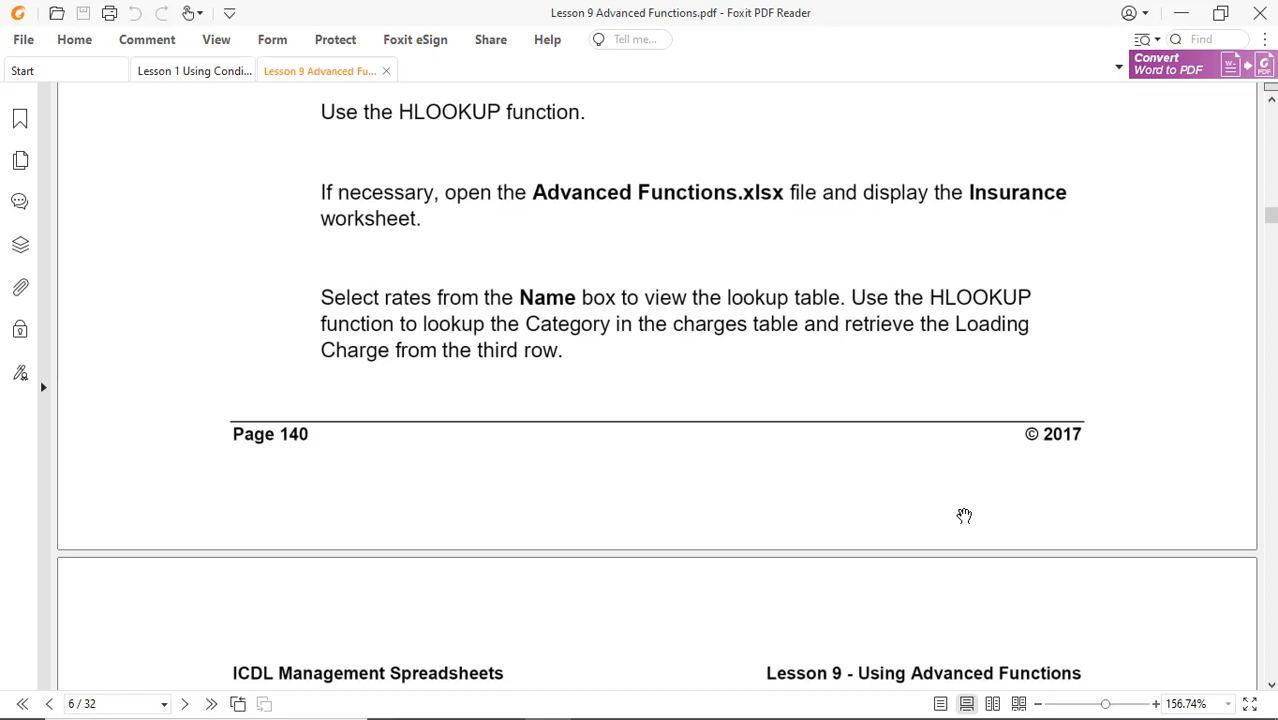 Lesson 9 Advanced Functions.pdf - Foxit PDF Reader
File Home Comment View Form Protect Foxit eSign Share Help Tell me... Find
Start Lesson 1 Using Condi... Lesson 9 Advanced Fu... Convert
Word to PDF
Use the HLOOKUP function.
If necessary, open the Advanced Functions.xlsx file and display the Insurance
worksheet.
Select rates from the Name box to view the lookup table. Use the HLOOKUP
function to lookup the Category in the charges table and retrieve the Loading
Charge from the third row.
Page 140 © 2017
ICDL Management Spreadsheets Lesson 9 - Using Advanced Functions
6 / 32 156.74%